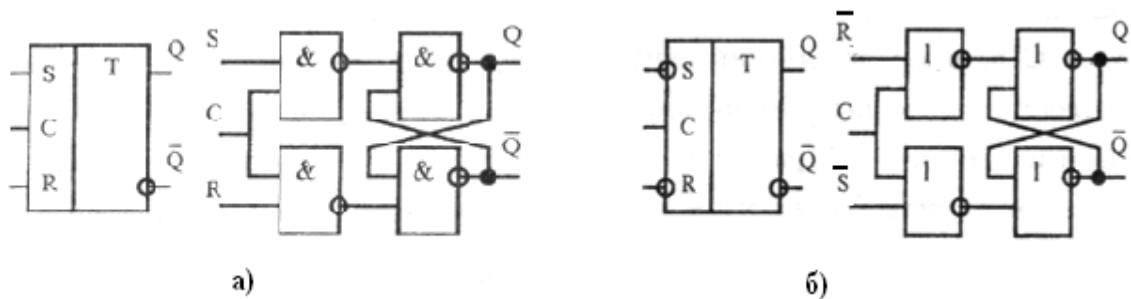 S T Q
C
R Q̅
S & & Q
C
R & & Q̅
а)
S T Q
C
R Q̅
R̅ 1 1 Q
C
S̅ 1 1 Q̅
б)